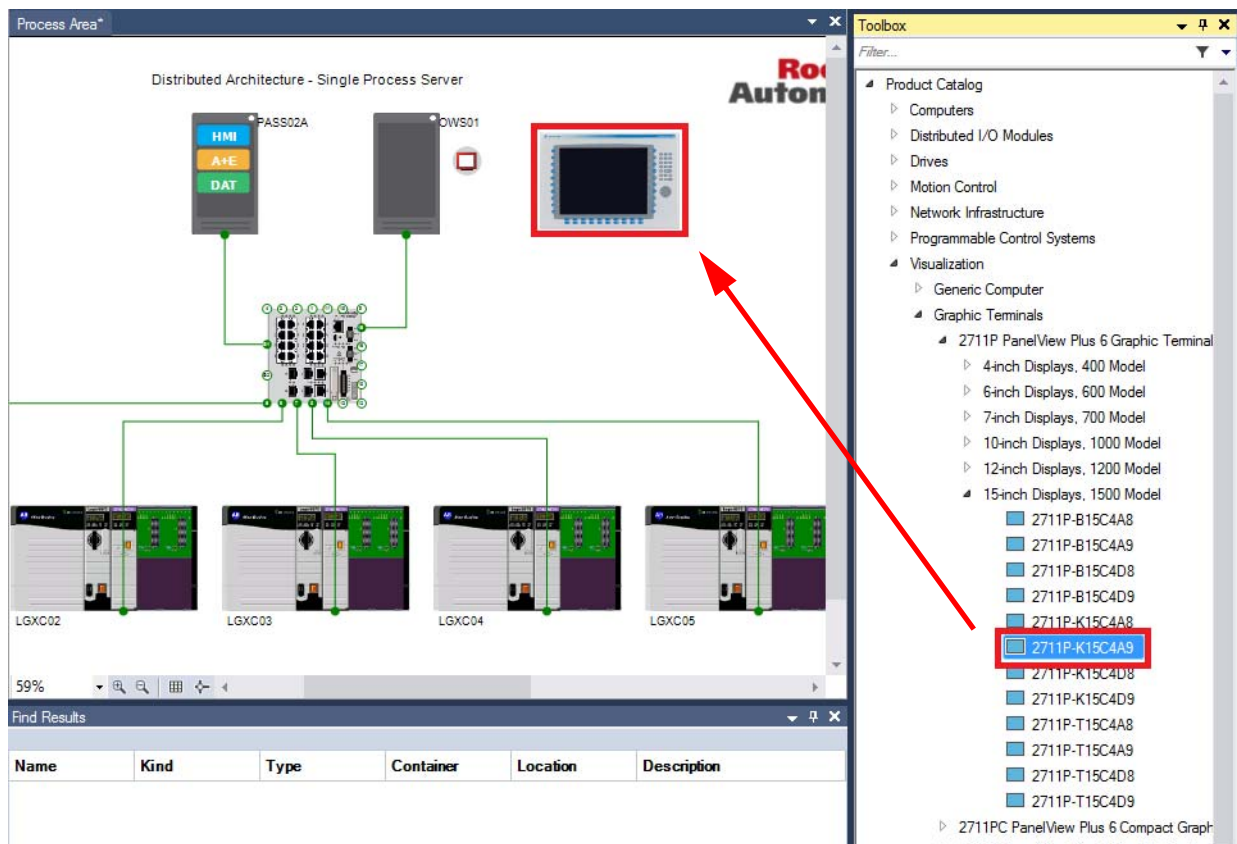 Process Area*
Distributed Architecture - Single Process Server
Roc
Autom
PASS02A
OWS01
HMI
A+E
DAT
LGXC02
LGXC03
LGXC04
LGXC05
59%
Find Results
Name Kind Type Container Location Description
Toolbox
Filter...
Product Catalog
Computers
Distributed I/O Modules
Drives
Motion Control
Network Infrastructure
Programmable Control Systems
Visualization
Generic Computer
Graphic Terminals
2711P PanelView Plus 6 Graphic Terminal
4-inch Displays, 400 Model
6-inch Displays, 600 Model
7-inch Displays, 700 Model
10-inch Displays, 1000 Model
12-inch Displays, 1200 Model
15-inch Displays, 1500 Model
2711P-B15C4A8
2711P-B15C4A9
2711P-B15C4D8
2711P-B15C4D9
2711P-K15C4A8
2711P-K15C4A9
2711P-K15C4D8
2711P-K15C4D9
2711P-T15C4A8
2711P-T15C4A9
2711P-T15C4D8
2711P-T15C4D9
2711PC PanelView Plus 6 Compact Graph